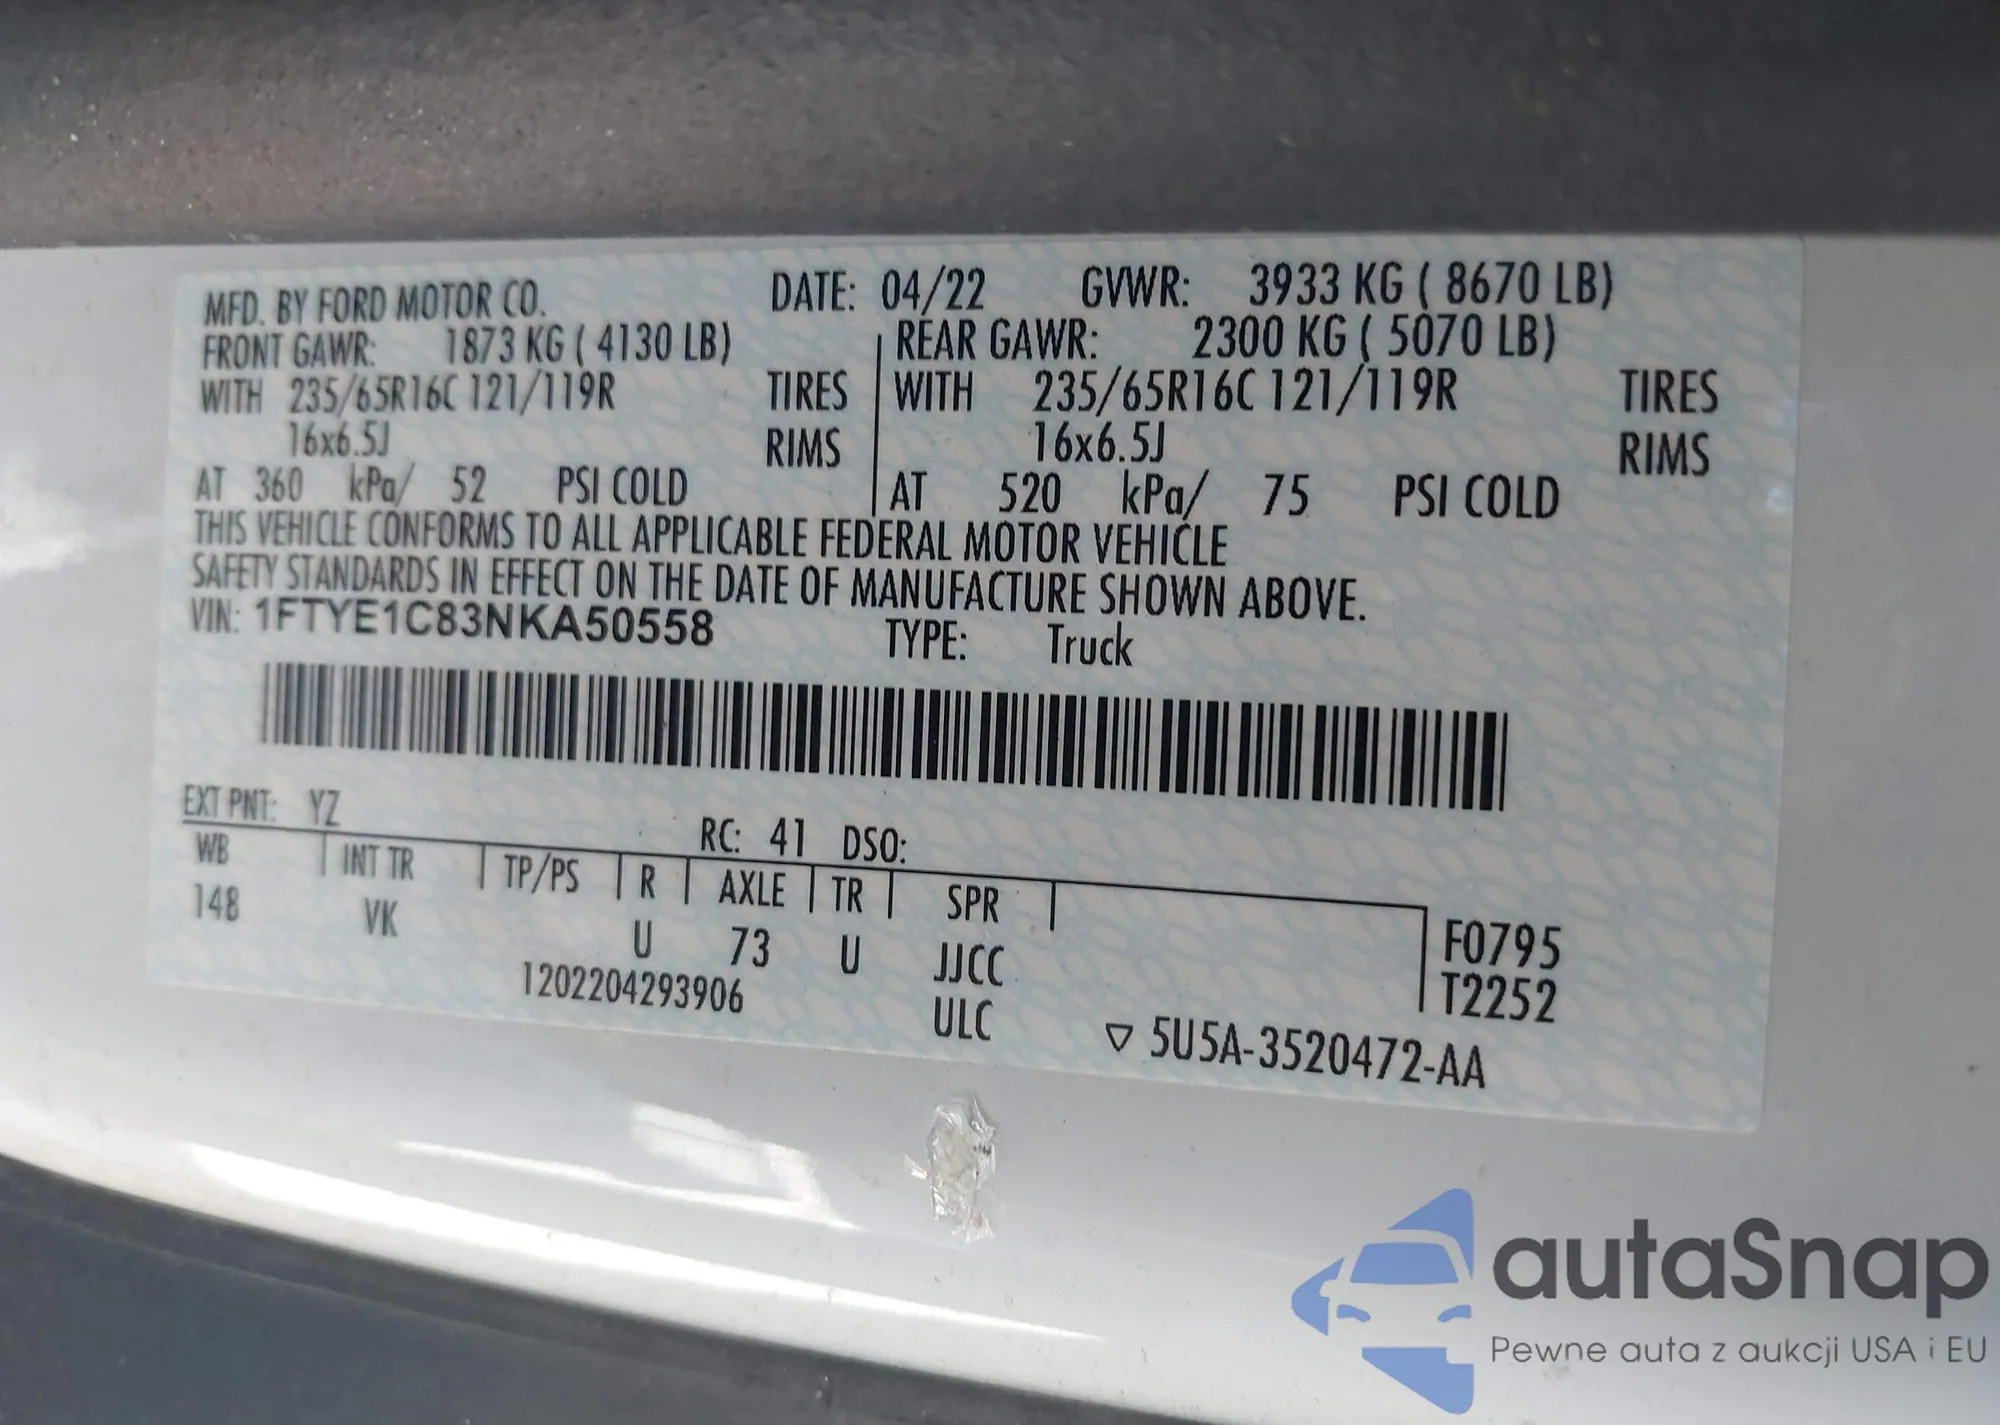 MFD. BY FORD MOTOR CO. DATE: 04/22 GVWR: 3933 KG ( 8670 LB)
FRONT GAWR: 1873 KG ( 4130 LB) REAR GAWR: 2300 KG ( 5070 LB)
WITH 235/65R16C 121/119R TIRES WITH 235/65R16C 121/119R TIRES
16x6.5J RIMS 16x6.5J RIMS
AT 360 kPa/ 52 PSI COLD AT 520 kPa/ 75 PSI COLD
THIS VEHICLE CONFORMS TO ALL APPLICABLE FEDERAL MOTOR VEHICLE
SAFETY STANDARDS IN EFFECT ON THE DATE OF MANUFACTURE SHOWN ABOVE.
VIN: 1FTYE1C83NKA50558 TYPE: Truck
EXT PNT: YZ RC: 41 DSO:
WB INT TR TP/PS R AXLE TR SPR
148 VK U 73 U JJCC F0795
1202204293906 ULC T2252
▽ 5U5A-3520472-AA
autaSnap
Pewne auta z aukcji USA i EU